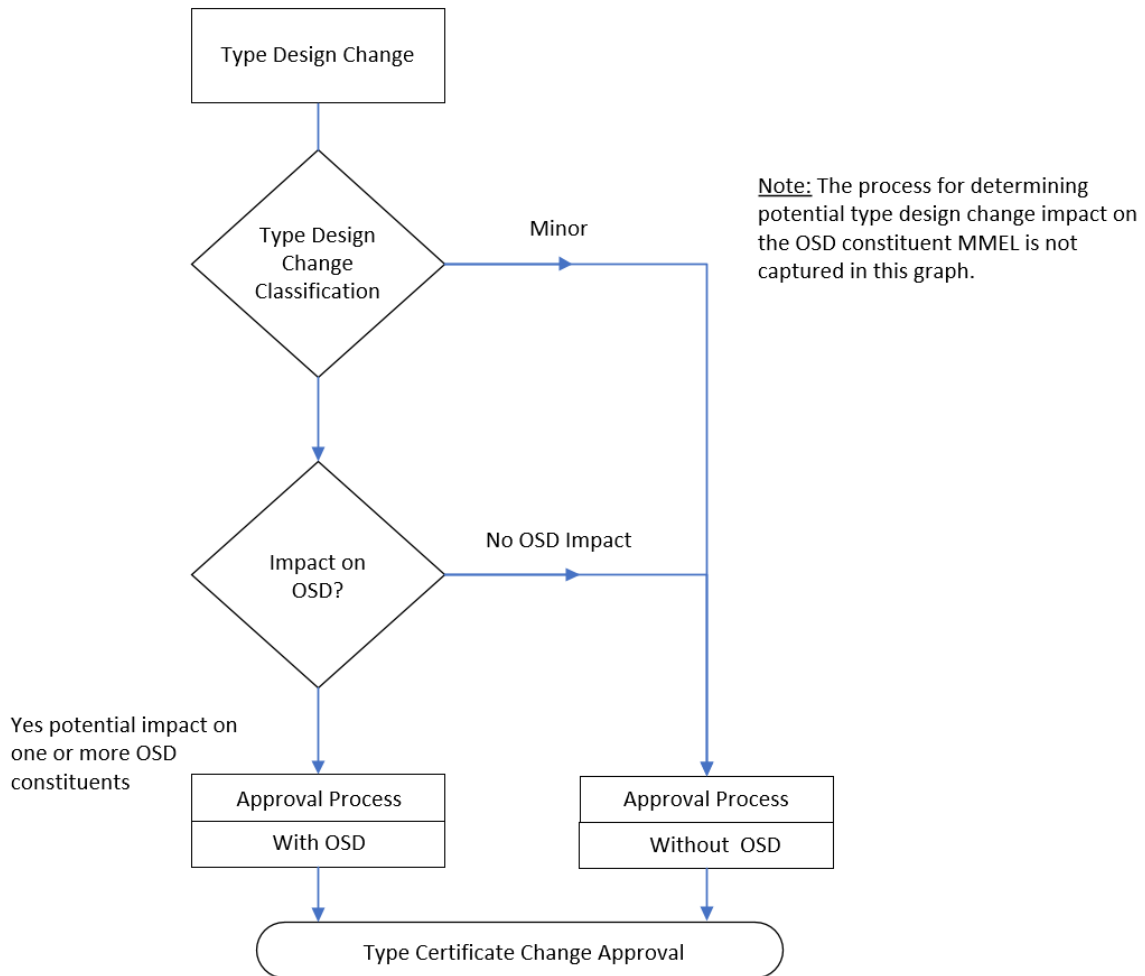 Type Design Change
Note: The process for determining
potential type design change impact on
the OSD constituent MMEL is not
captured in this graph.
Minor
Type Design
Change
Classification
No OSD Impact
Impact on
OSD?
Yes potential impact on
one or more OSD
constituents
Approval Process
With OSD
Approval Process
Without OSD
Type Certificate Change Approval